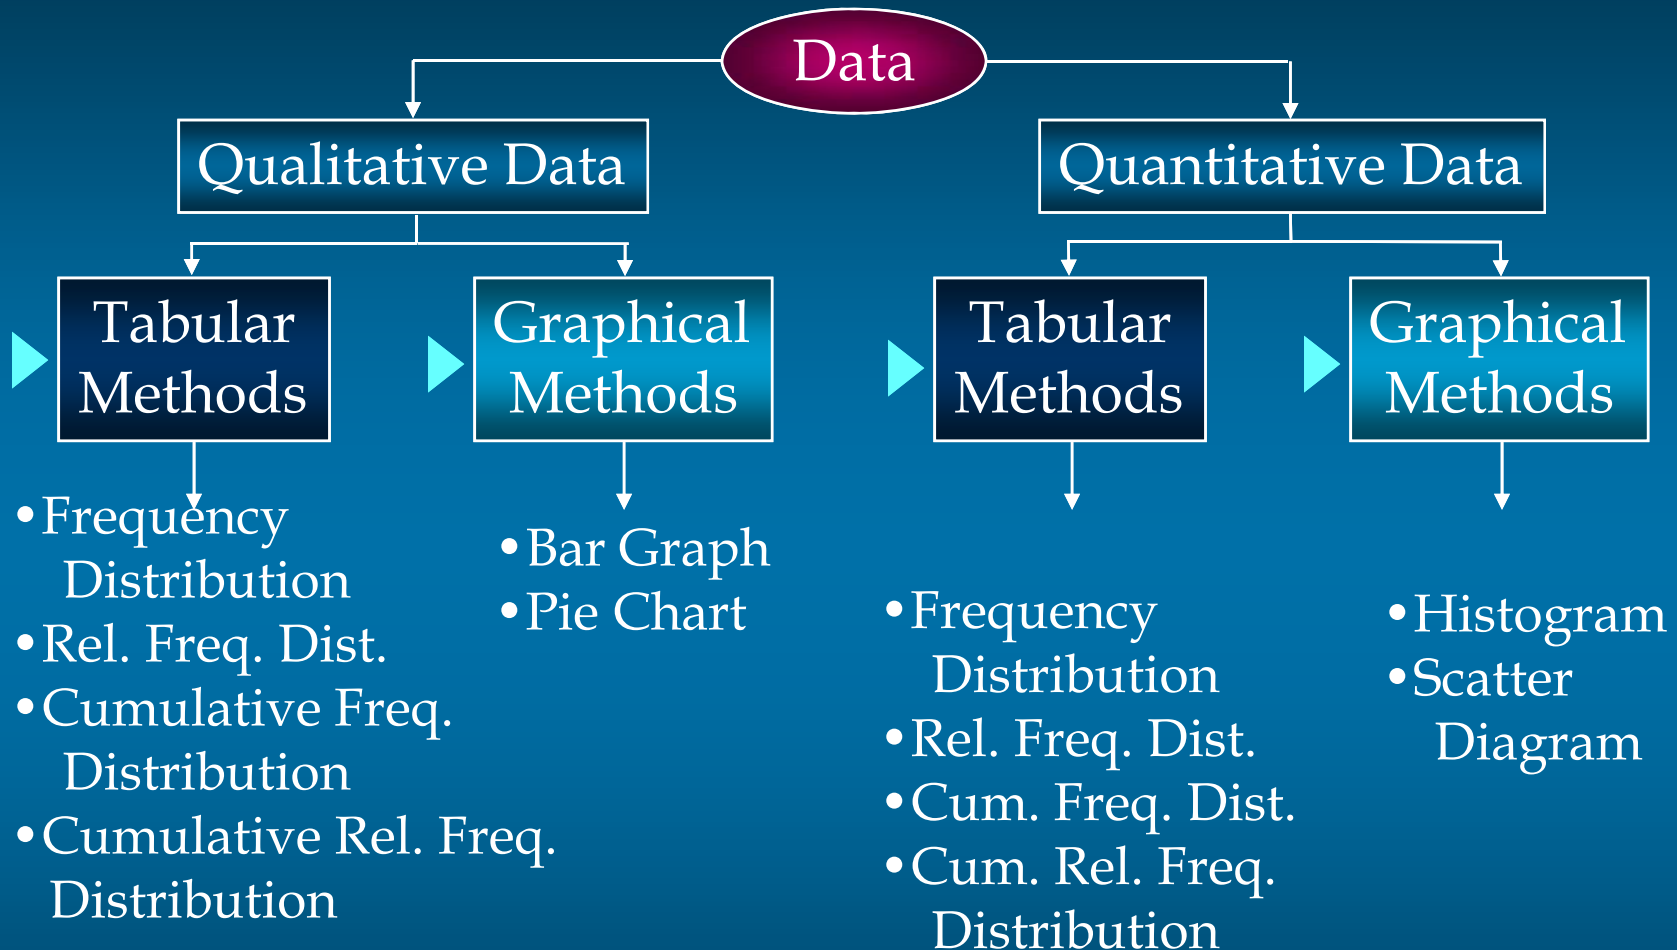 Data
Qualitative Data
Quantitative Data
Tabular
Methods
Graphical
Methods
Tabular
Methods
Graphical
Methods
•Frequency
Distribution
•Rel. Freq. Dist.
•Cumulative Freq.
Distribution
•Cumulative Rel. Freq.
Distribution
•Bar Graph
•Pie Chart
•Frequency
Distribution
•Rel. Freq. Dist.
•Cum. Freq. Dist.
•Cum. Rel. Freq.
Distribution
•Histogram
•Scatter
Diagram